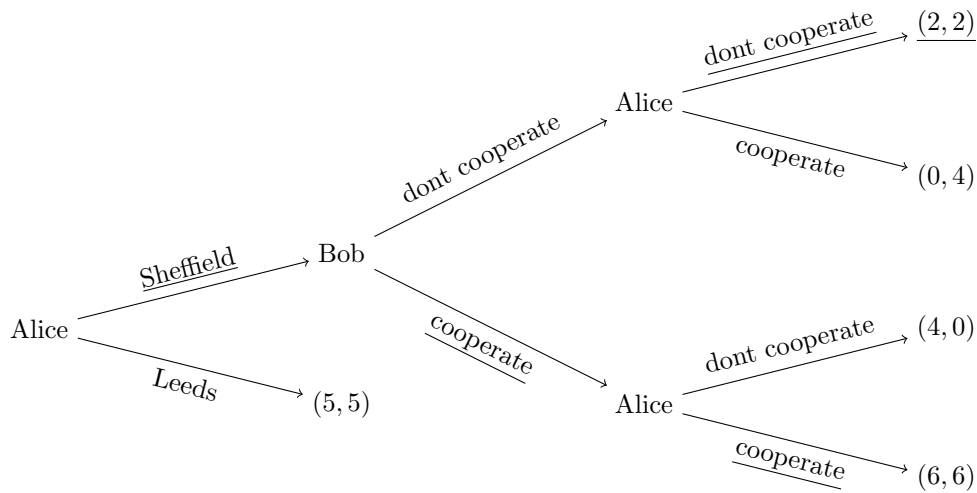 dont cooperate
(2, 2)
Alice
cooperate
(0, 4)
dont cooperate
Bob
Sheffield
Alice
Leeds
(5, 5)
cooperate
dont cooperate
(4, 0)
Alice
cooperate
(6, 6)